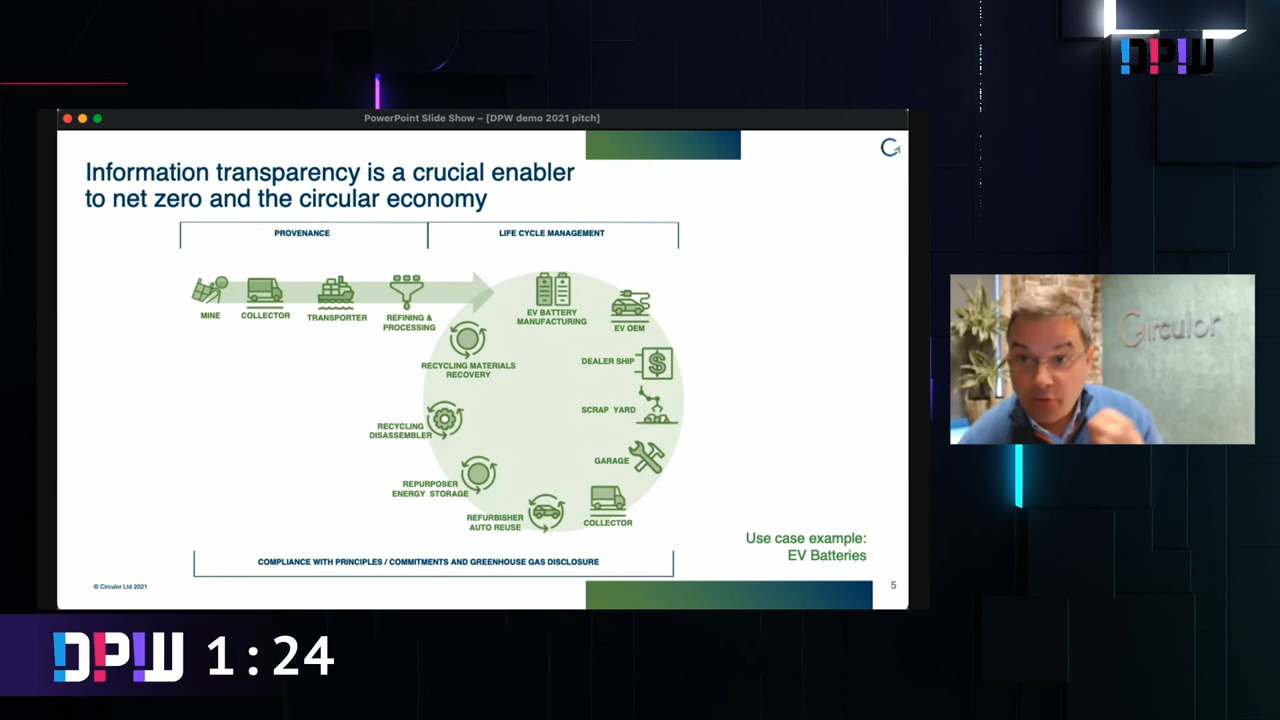 DPW
PowerPoint Slide Show – [DPW demo 2021 pitch]
Information transparency is a crucial enabler
to net zero and the circular economy
PROVENANCE
LIFE CYCLE MANAGEMENT
MINE
COLLECTOR
TRANSPORTER
REFINING &
PROCESSING
EV BATTERY
MANUFACTURING
EV OEM
DEALER SHIP
SCRAP YARD
GARAGE
COLLECTOR
REFURBISHER
AUTO REUSE
REPURPOSER
ENERGY STORAGE
RECYCLING
DISASSEMBLER
RECYCLING MATERIALS
RECOVERY
Use case example:
EV Batteries
COMPLIANCE WITH PRINCIPLES / COMMITMENTS AND GREENHOUSE GAS DISCLOSURE
© Circulor Ltd 2021
5
Circulor
DPW 1:24